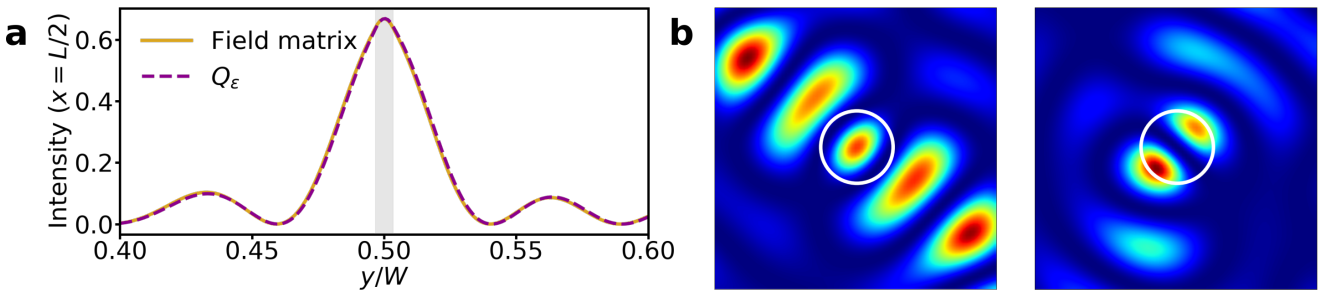 a
Intensity (x = L/2)
0.6
0.4
0.2
0.0
Field matrix
Qε
0.40 0.45 0.50 0.55 0.60
y/W
b